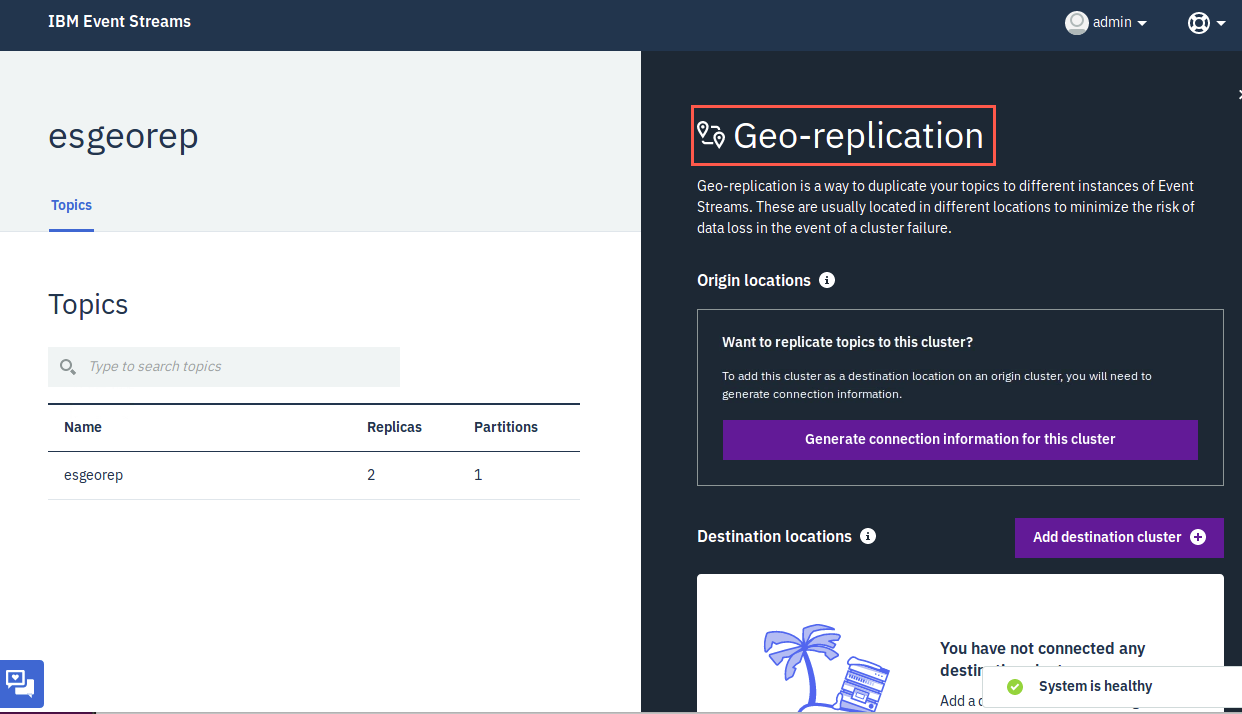 IBM Event Streams
admin
esgeorep
Topics
Topics
Type to search topics
Name Replicas Partitions
esgeorep 2 1
Geo-replication
Geo-replication is a way to duplicate your topics to different instances of Event
Streams. These are usually located in different locations to minimize the risk of
data loss in the event of a cluster failure.
Origin locations
Want to replicate topics to this cluster?
To add this cluster as a destination location on an origin cluster, you will need to
generate connection information.
Generate connection information for this cluster
Destination locations
Add destination cluster
You have not connected any
Add a
System is healthy